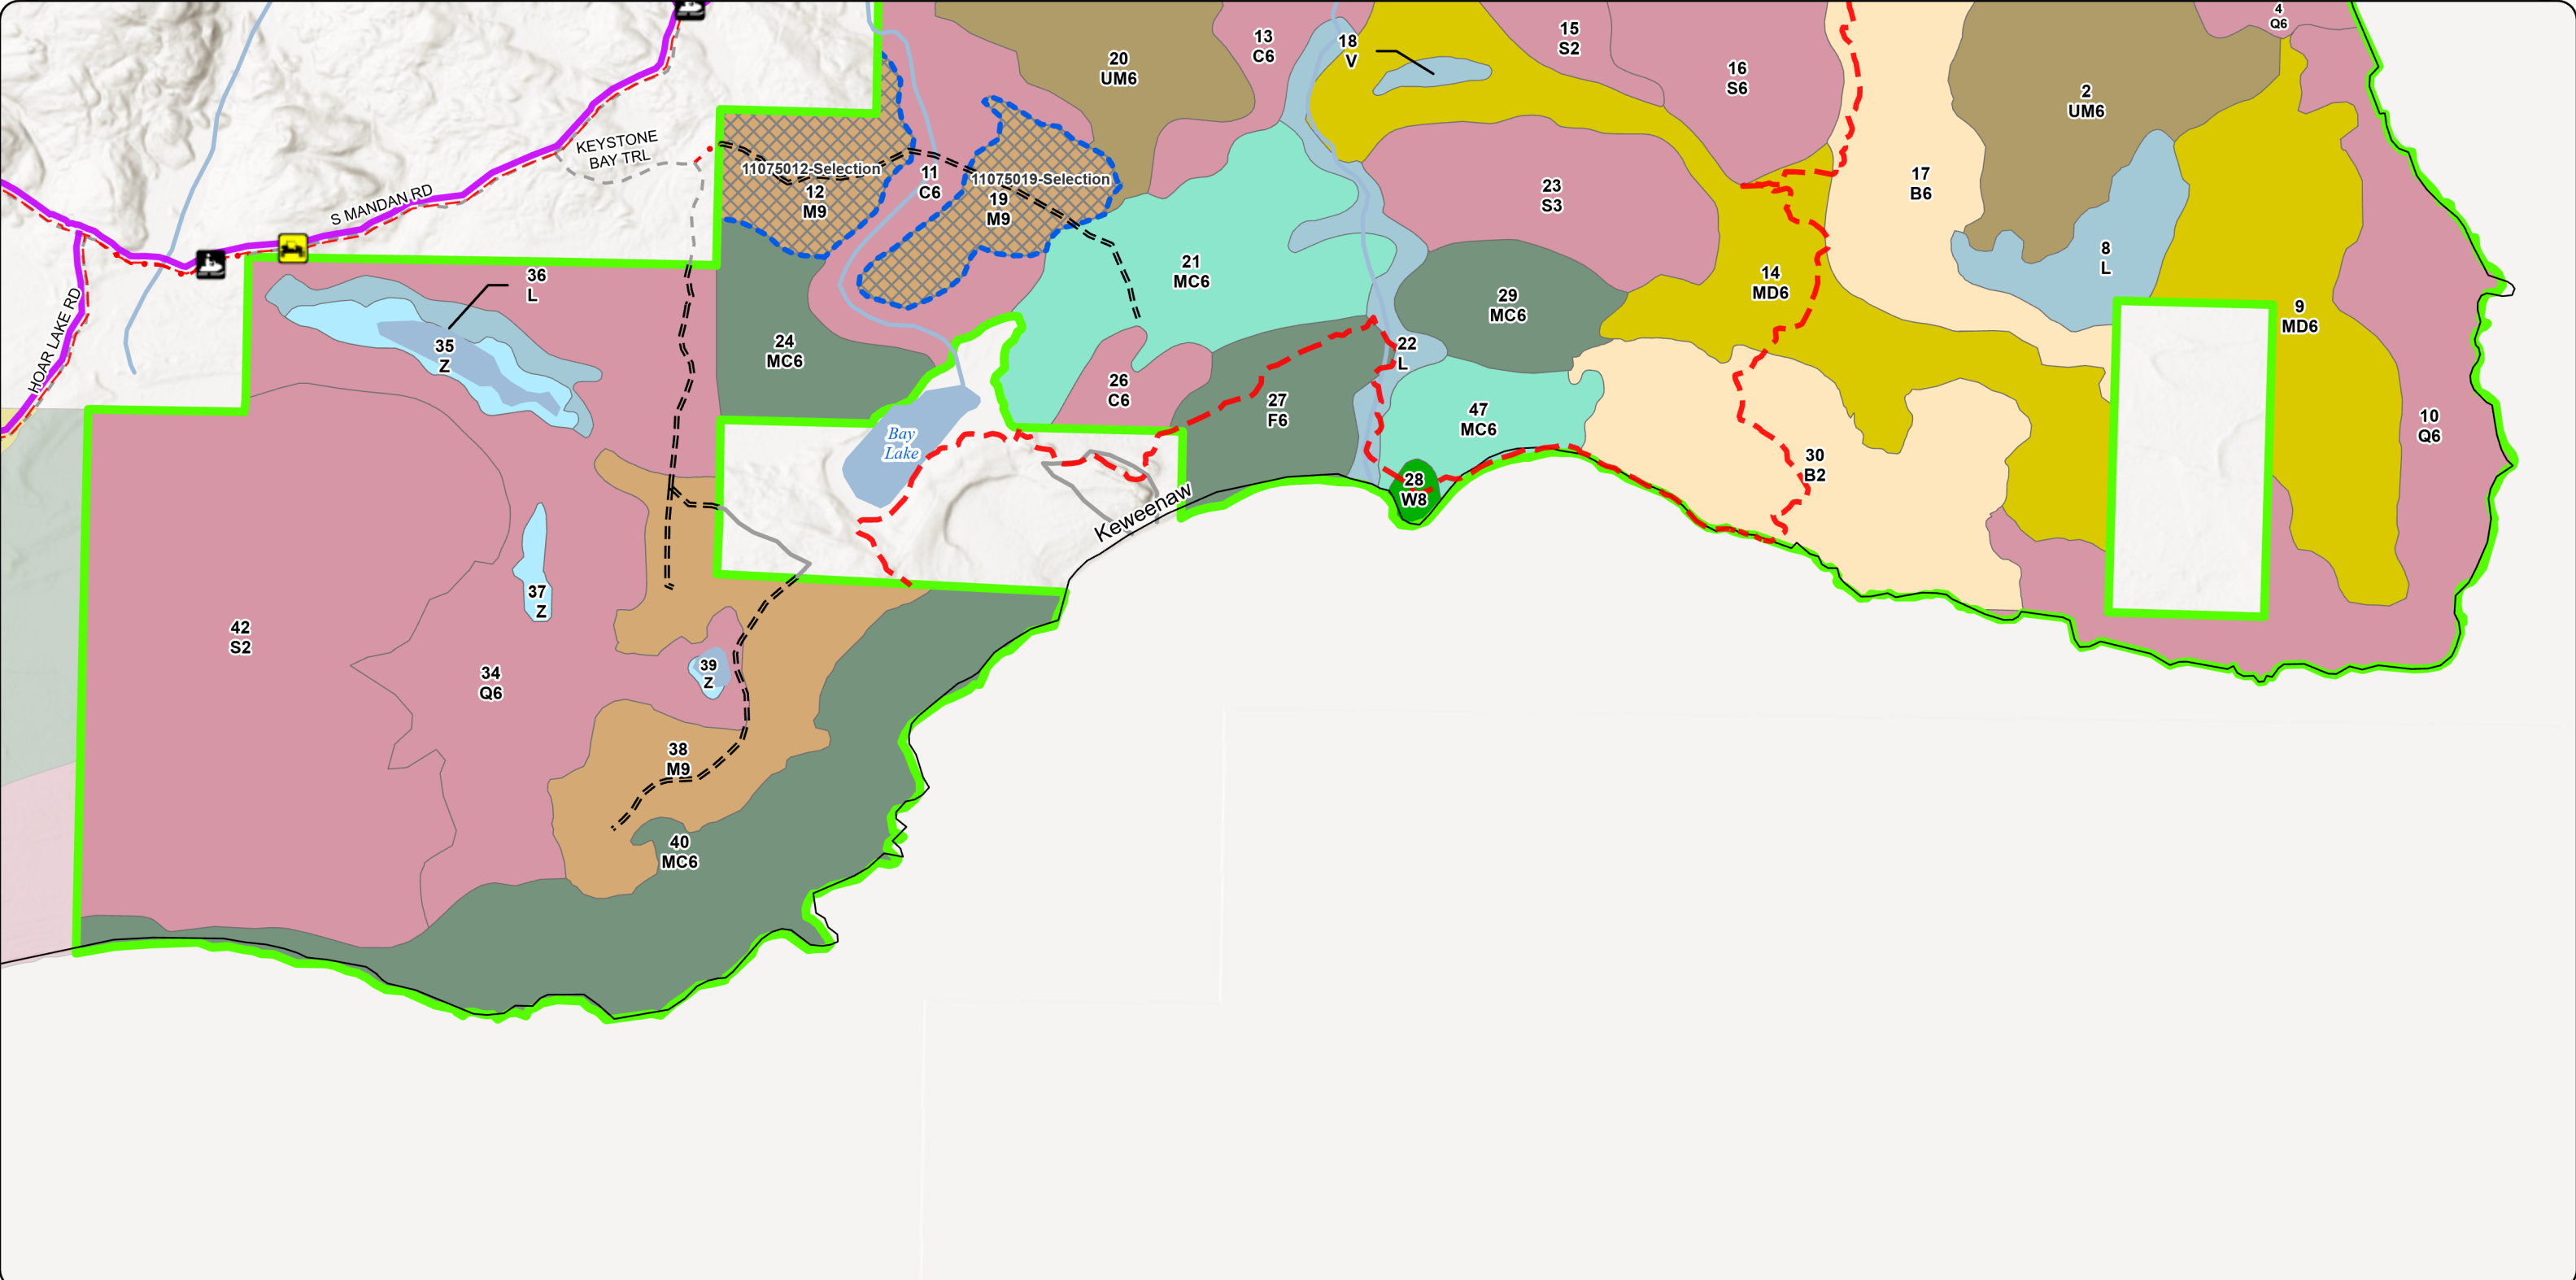 4
Q6
13
C6
18
V
15
S2
20
UM6
16
S6
2
UM6
KEYSTONE
BAY TRL
11075012-Selection
12
M9
11
C6
11075019-Selection
19
M9
23
S3
17
B6
S MANDAN RD
8
L
21
MC6
14
MD6
36
L
29
MC6
9
MD6
HOAR LAKE RD
35
Z
24
MC6
22
L
26
C6
27
F6
47
MC6
10
Q6
Bay
Lake
30
B2
28
W8
Keweenaw
37
Z
42
S2
34
Q6
39
Z
38
M9
40
MC6